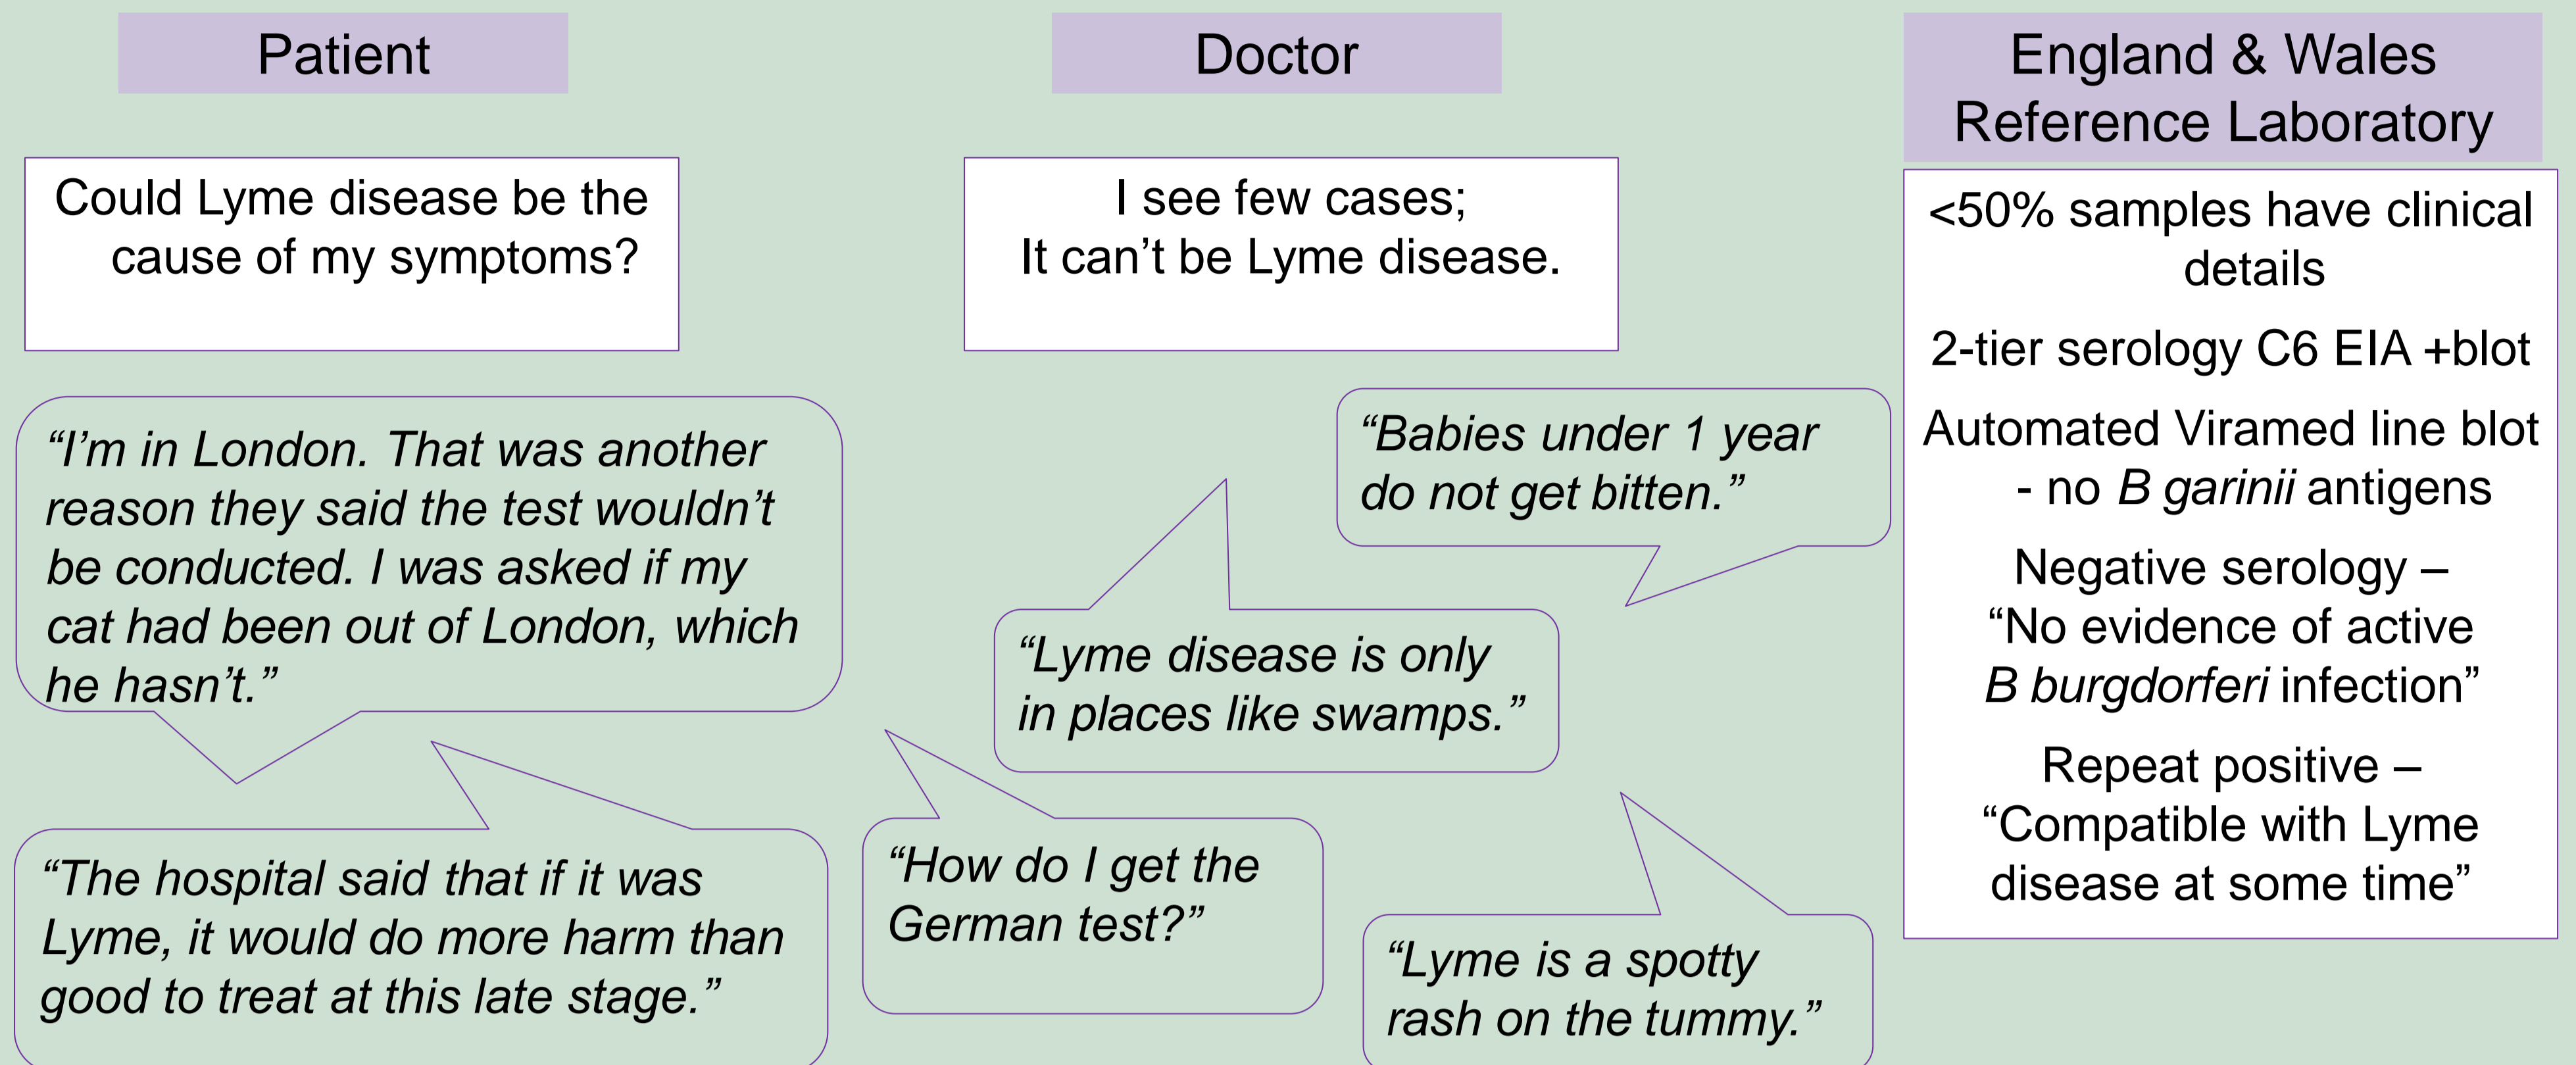 Patient
Could Lyme disease be the
cause of my symptoms?
“I’m in London. That was another
reason they said the test wouldn’t
be conducted. I was asked if my
cat had been out of London, which
he hasn’t.”
“The hospital said that if it was
Lyme, it would do more harm than
good to treat at this late stage.”
Doctor
I see few cases;
It can’t be Lyme disease.
“Babies under 1 year
do not get bitten.”
“Lyme disease is only
in places like swamps.”
“How do I get the
German test?”
“Lyme is a spotty
rash on the tummy.”
England & Wales
Reference Laboratory
<50% samples have clinical
details
2-tier serology C6 EIA +blot
Automated Viramed line blot
- no B garinii antigens
Negative serology –
“No evidence of active
B burgdorferi infection”
Repeat positive –
“Compatible with Lyme
disease at some time”